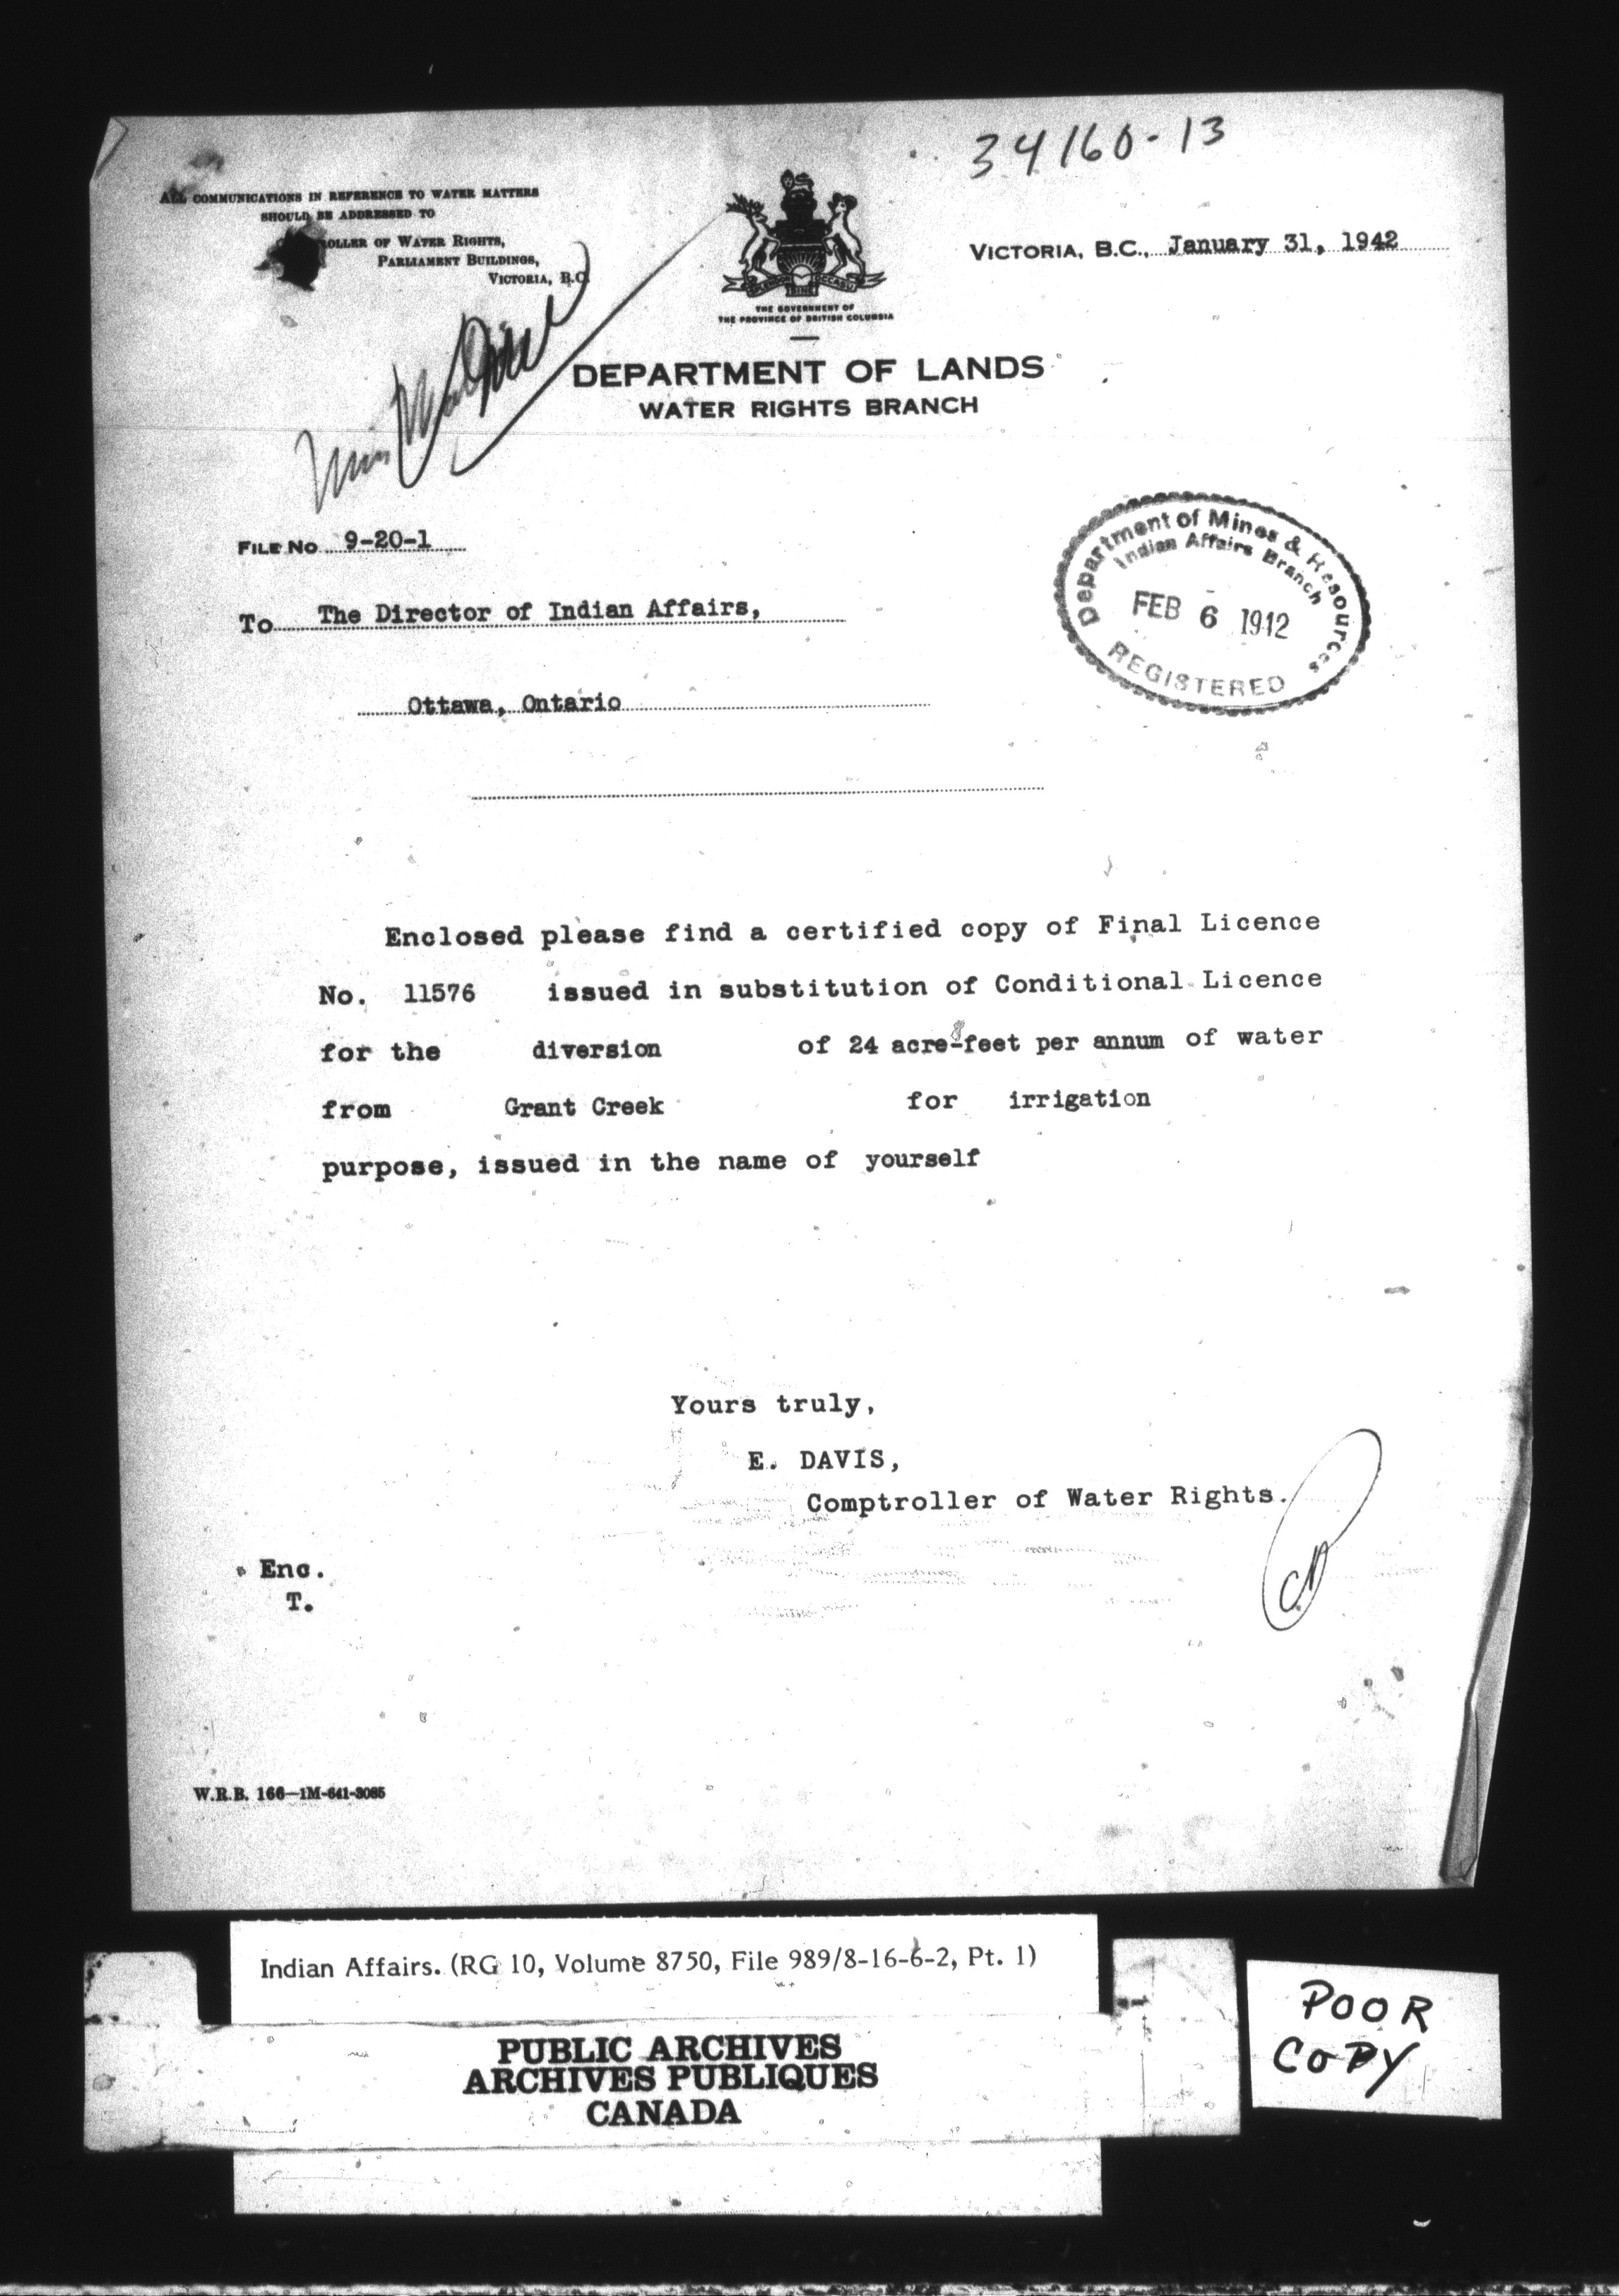 34160-13
ALL COMMUNICATIONS IN REFERENCE TO WATER MATTERS
SHOULD BE ADDRESSED TO
ROLLER OF WATER RIGHTS,
PARLIAMENT BUILDINGS,
VICTORIA, B.C.
THE GOVERNMENT OF
THE PROVINCE OF BRITISH COLUMBIA
VICTORIA, B.C., January 31, 1942
DEPARTMENT OF LANDS
WATER RIGHTS BRANCH
FILE NO. 9-20-1
Department of Mines & Resources
Indian Affairs Branch
FEB 6 1942
REGISTERED
To The Director of Indian Affairs,
Ottawa, Ontario
Enclosed please find a certified copy of Final Licence
No. 11576 issued in substitution of Conditional Licence
for the diversion of 24 acre-feet per annum of water
from Grant Creek for irrigation
purpose, issued in the name of yourself
Yours truly,
E. DAVIS,
Comptroller of Water Rights.
Enc.
T.
W.R.B. 166—1M-641-3085
Indian Affairs. (RG 10, Volume 8750, File 989/8-16-6-2, Pt. 1)
PUBLIC ARCHIVES
ARCHIVES PUBLIQUES
CANADA
POOR
COPY